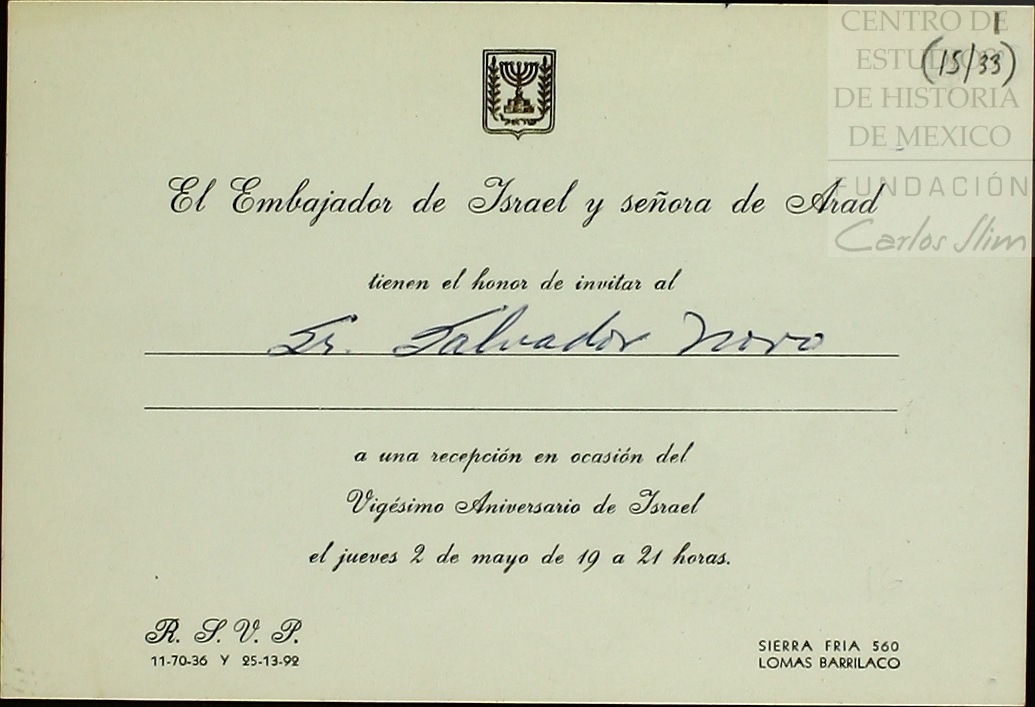 I
(15/33)
CENTRO DE
ESTUDIOS
DE HISTORIA
DE MEXICO
FUNDACIÓN
Carlos Slim
ישראל
El Embajador de Israel y señora de Arad
tienen el honor de invitar al
Sr. Salvador Novo
a una recepción en ocasión del
Vigésimo Aniversario de Israel
el jueves 2 de mayo de 19 a 21 horas.
R. S. V. P.
11-70-36 Y 25-13-92
SIERRA FRIA 560
LOMAS BARRILACO